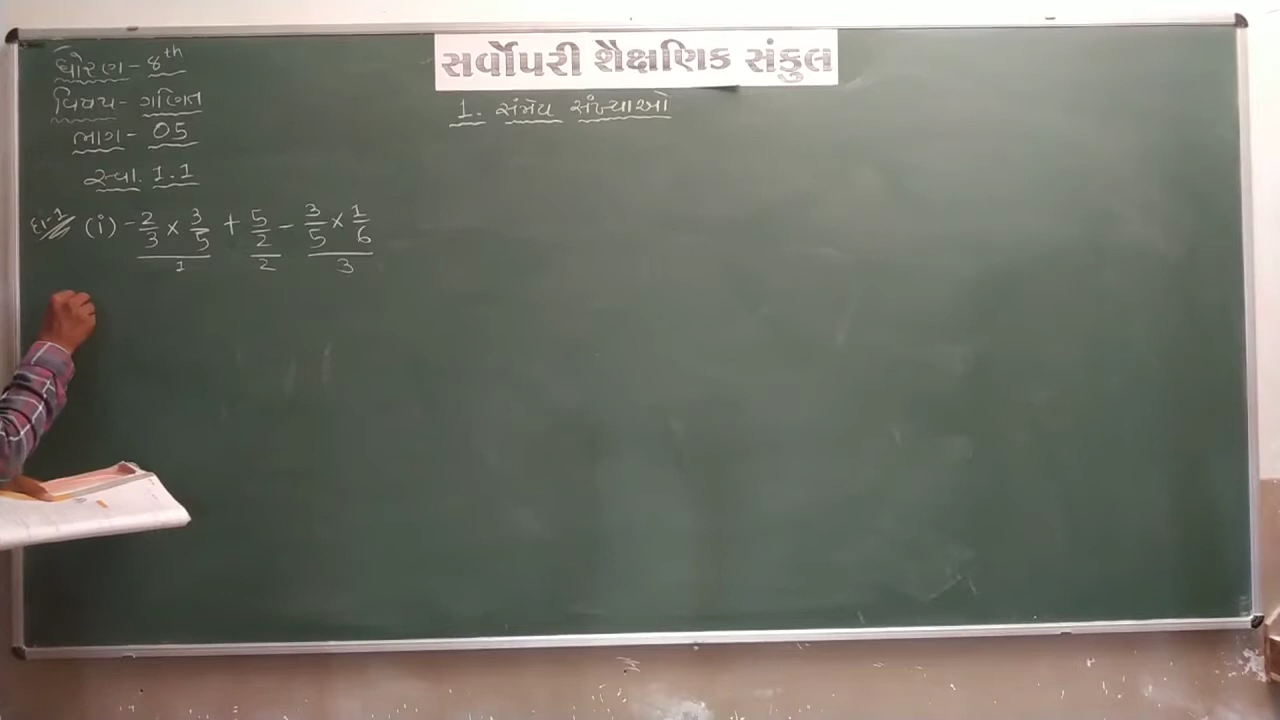 સર્વોપરી શૈક્ષણિક સંકુલ
ધોરણ - 8th
વિષય - ગણિત
ભાગ - 05
સ્વા. 1.1
1. સંમેય સંખ્યાઓ
(i) -2/3 × 3/5 + 5/2 - 3/5 × 1/6
1 2 3